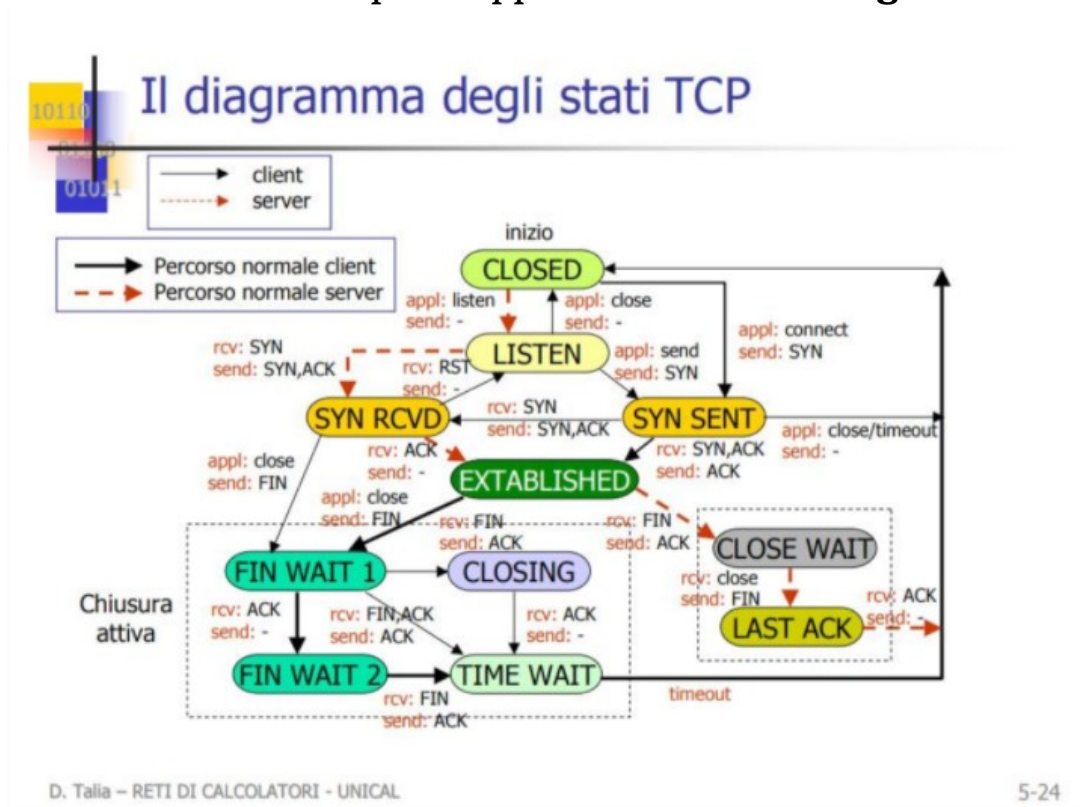 Il diagramma degli stati TCP
10110
01011
client
server
Percorso normale client
Percorso normale server
inizio
CLOSED
appl: listen
send: -
appl: close
send: -
appl: connect
send: SYN
LISTEN
rcv: SYN
send: SYN,ACK
rcv: RST
send: -
appl: send
send: SYN
SYN RCVD
rcv: SYN
send: SYN,ACK
SYN SENT
appl: close/timeout
send: -
rcv: ACK
send: -
rcv: SYN,ACK
send: ACK
appl: close
send: FIN
EXTABLISHED
appl: close
send: FIN
rcv: FIN
send: ACK
rcv: FIN
send: ACK
CLOSE WAIT
FIN WAIT 1
CLOSING
rcv: close
send: FIN
rcv: ACK
send: -
Chiusura
attiva
rcv: ACK
send: -
rcv: FIN,ACK
send: ACK
rcv: ACK
send: -
LAST ACK
FIN WAIT 2
TIME WAIT
rcv: FIN
send: ACK
timeout
D. Talia – RETI DI CALCOLATORI - UNICAL
5-24